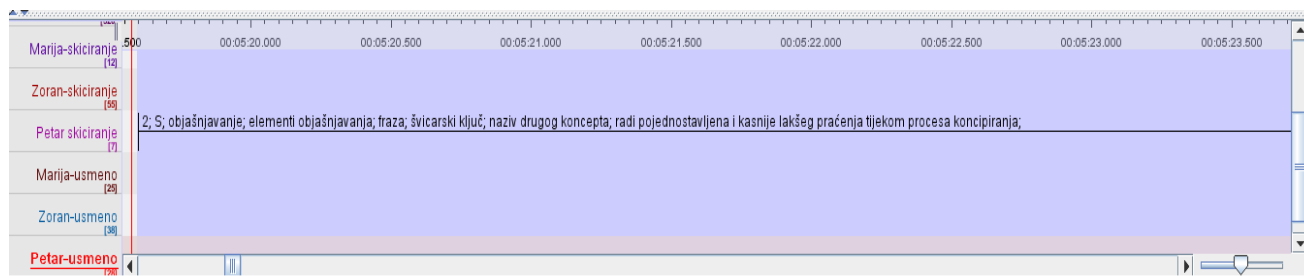 .500 00:05:20.000 00:05:20.500 00:05:21.000 00:05:21.500 00:05:22.000 00:05:22.500 00:05:23.000 00:05:23.500
Marija-skiciranje
[12]
Zoran-skiciranje
[55]
2; S; objašnjavanje; elementi objašnjavanja; fraza; švicarski ključ; naziv drugog koncepta; radi pojednostavljena i kasnije lakšeg praćenja tijekom procesa koncipiranja;
Petar skiciranje
[7]
Marija-usmeno
[25]
Zoran-usmeno
[38]
Petar-usmeno